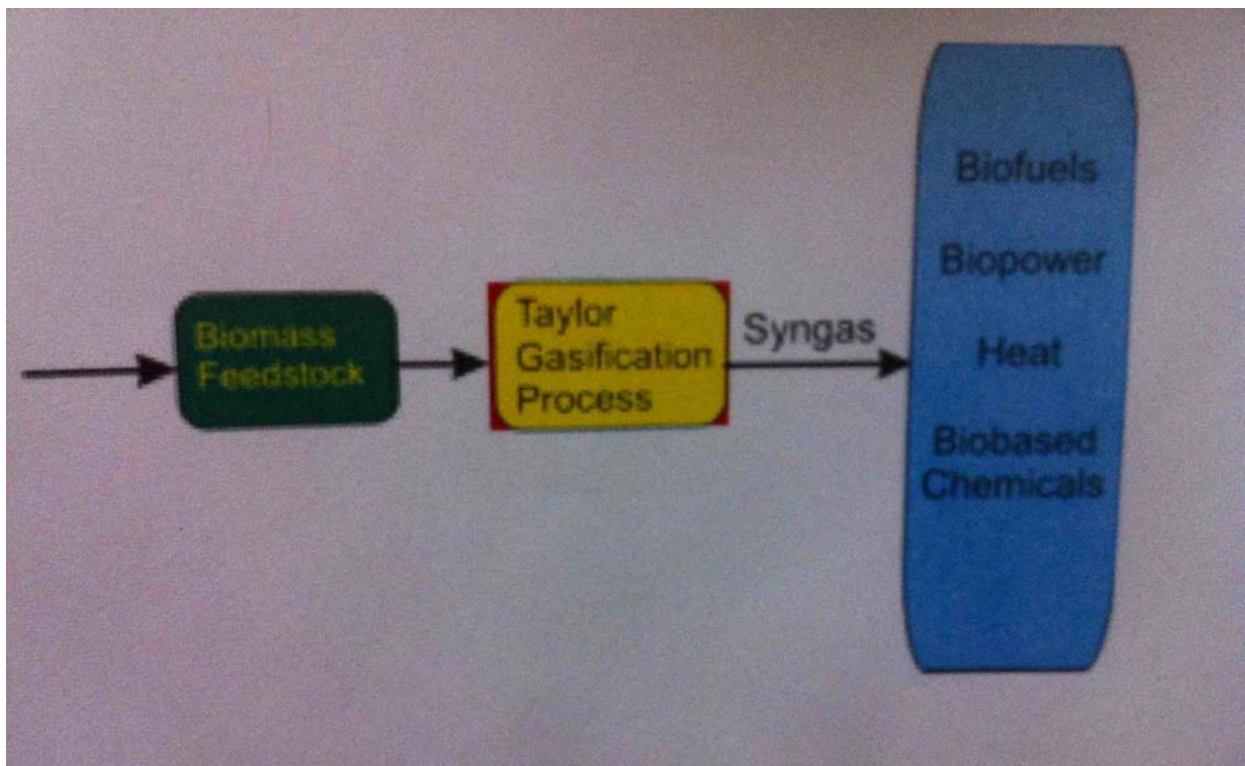 Biomass
Feedstock
Taylor
Gasification
Process
Syngas
Biofuels
Biopower
Heat
Biobased
Chemicals